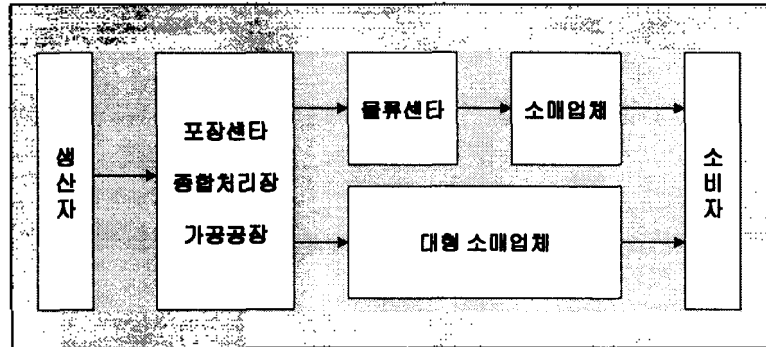 생산자
포장센타
종합처리장
가공공장
물류센타
소매업체
대형 소매업체
소비자